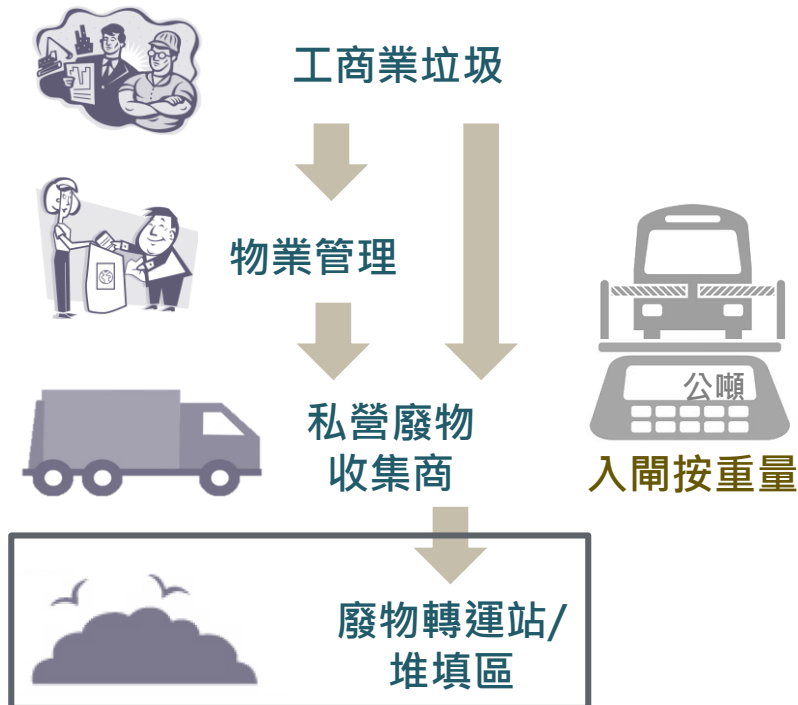 工商業垃圾
物業管理
公噸
私營廢物
收集商
入閘按重量
廢物轉運站/
堆填區